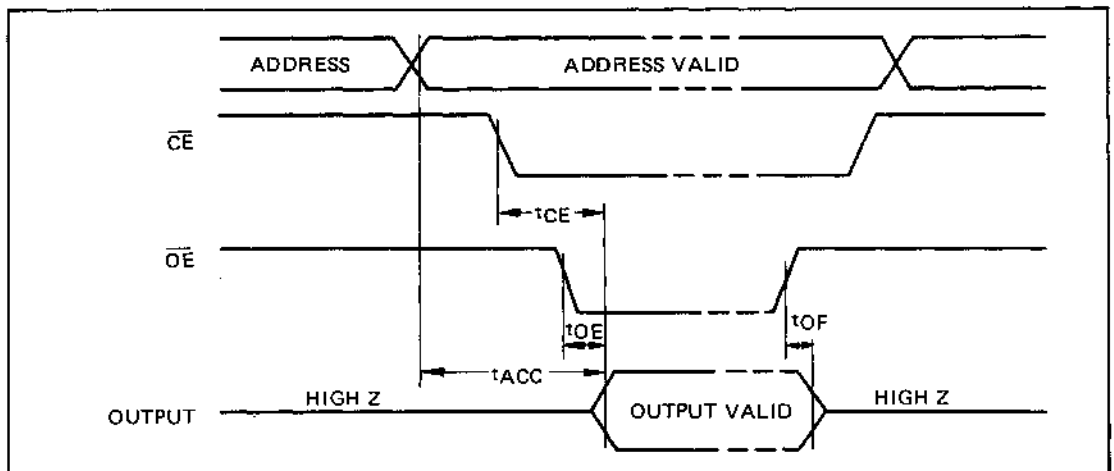 ADDRESS
ADDRESS VALID
CE
tCE
OE
tOE
tOF
tACC
HIGH Z
HIGH Z
OUTPUT
OUTPUT VALID